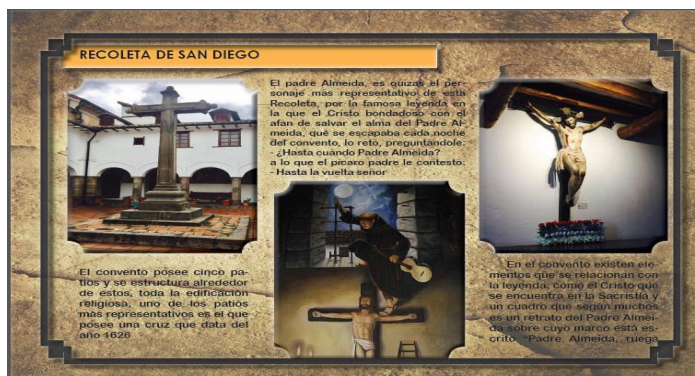 RECOLETA DE SAN DIEGO
El padre Almeida, es quizás el per-
sonaje más representativo de esta
Recoleta, por la famosa leyenda en
la que el Cristo bondadoso con el
afán de salvar el alma del Padre Al-
meida, que se escapaba cada noche
del convento, lo retó, preguntándole:
- ¿Hasta cuándo Padre Almeida?
a lo que el pícaro padre le contestó:
- Hasta la vuelta señor
El convento posee cinco pa-
tios y se estructura alrededor
de éstos, toda la edificación
religiosa, uno de los patios
más representativos es el que
posee una cruz que data del
año 1626
En el convento existen ele-
mentos que se relacionan con
la leyenda, como el Cristo que
se encuentra en la Sacristía y
un cuadro que según muchos
es un retrato del Padre Almei-
da sobre cuyo marco está es-
crito "Padre Almeida, ruega